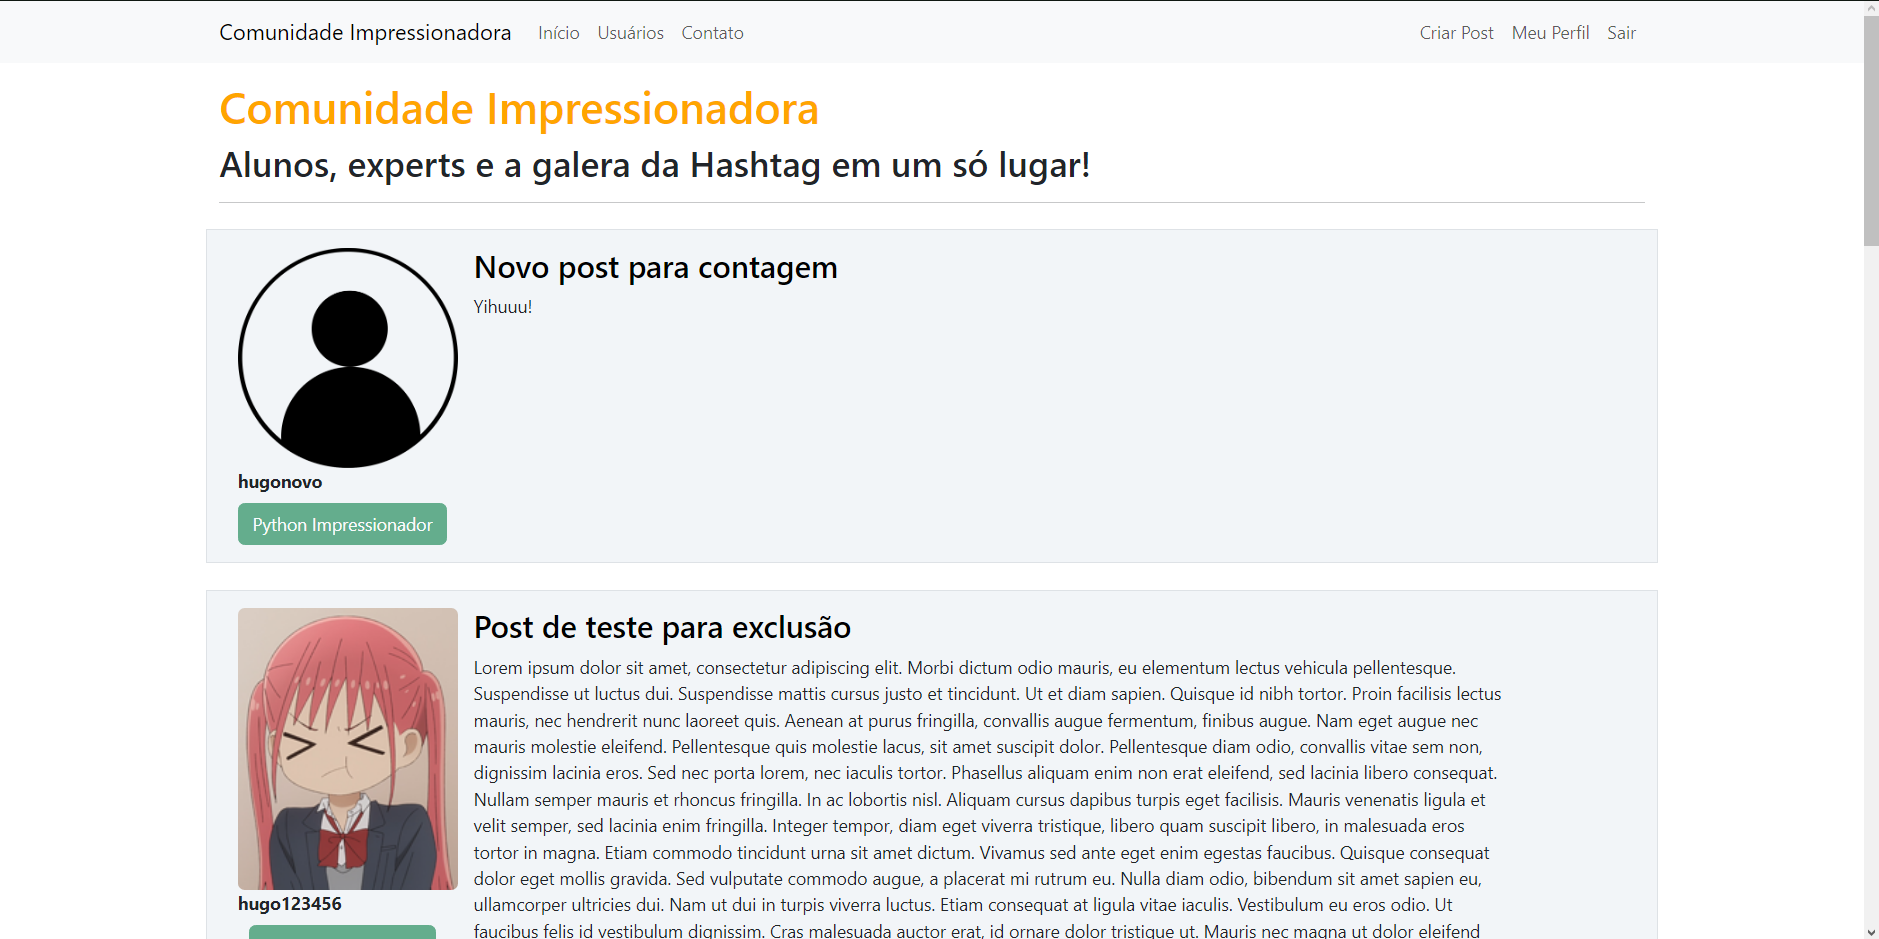 Comunidade Impressionadora Início Usuários Contato Criar Post Meu Perfil Sair
Comunidade Impressionadora
Alunos, experts e a galera da Hashtag em um só lugar!
Novo post para contagem
Yihuuu!
hugonovo
Python Impressionador
Post de teste para exclusão
Lorem ipsum dolor sit amet, consectetur adipiscing elit. Morbi dictum odio mauris, eu elementum lectus vehicula pellentesque.
Suspendisse ut luctus dui. Suspendisse mattis cursus justo et tincidunt. Ut et diam sapien. Quisque id nibh tortor. Proin facilisis lectus
mauris, nec hendrerit nunc laoreet quis. Aenean at purus fringilla, convallis augue fermentum, finibus augue. Nam eget augue nec
mauris molestie eleifend. Pellentesque quis molestie lacus, sit amet suscipit dolor. Pellentesque diam odio, convallis vitae sem non,
dignissim lacinia eros. Sed nec porta lorem, nec iaculis tortor. Phasellus aliquam enim non erat eleifend, sed lacinia libero consequat.
Nullam semper mauris et rhoncus fringilla. In ac lobortis nisl. Aliquam cursus dapibus turpis eget facilisis. Mauris venenatis ligula et
velit semper, sed lacinia enim fringilla. Integer tempor, diam eget viverra tristique, libero quam suscipit libero, in malesuada eros
tortor in magna. Etiam commodo tincidunt urna sit amet dictum. Vivamus sed ante eget enim egestas faucibus. Quisque consequat
dolor eget mollis gravida. Sed vulputate commodo augue, a placerat mi rutrum eu. Nulla diam odio, bibendum sit amet sapien eu,
ullamcorper ultricies dui. Nam ut dui in turpis viverra luctus. Etiam consequat at ligula vitae iaculis. Vestibulum eu eros odio. Ut
faucibus felis id vestibulum dignissim. Cras malesuada auctor erat, id ornare dolor tristique ut. Mauris nec magna ut dolor eleifend
hugo123456